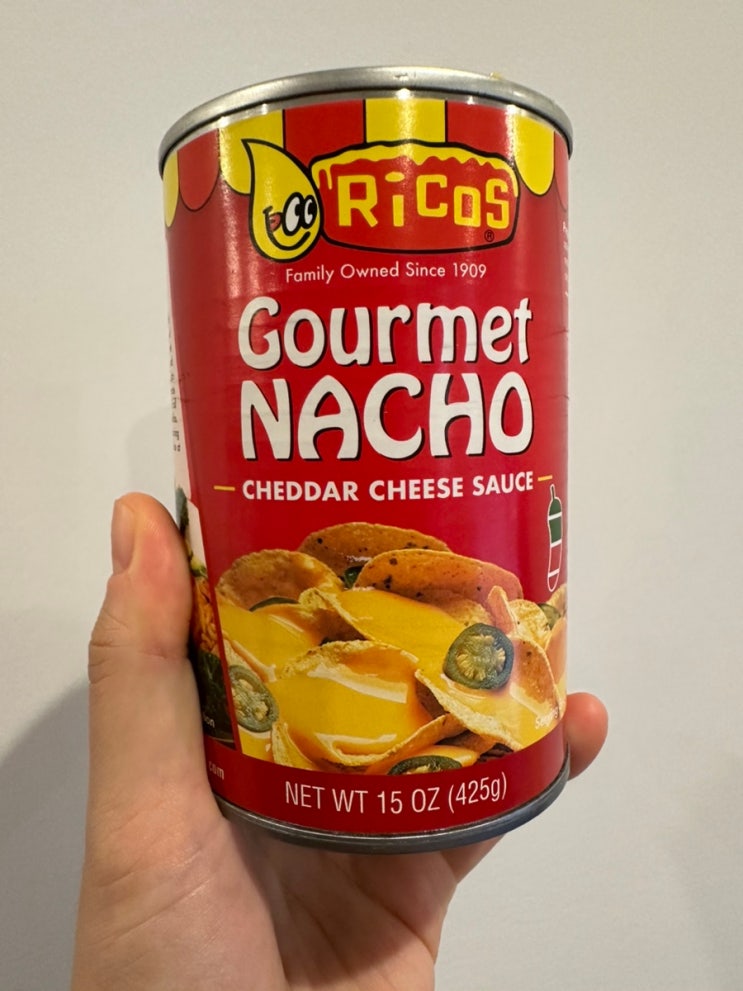 RiCOS
®
Family Owned Since 1909
Gourmet
NACHO
CHEDDAR CHEESE SAUCE
NET WT 15 OZ (425g)